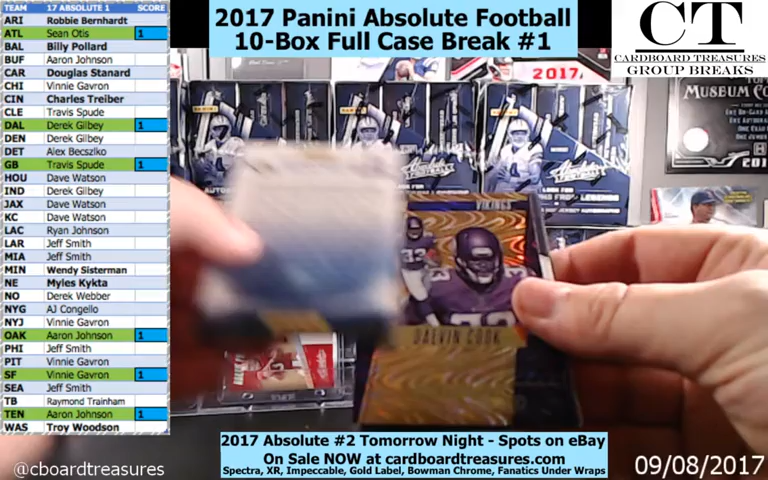 TEAM 17 ABSOLUTE 1 SCORE
ARI Robbie Bernhardt
ATL Sean Otis 1
BAL Billy Pollard
BUF Aaron Johnson
CAR Douglas Stanard
CHI Vinnie Gavron
CIN Charles Treiber
CLE Travis Spude
DAL Derek Gilbey 1
DEN Derek Gilbey
DET Alex Becszlko
GB Travis Spude 1
HOU Dave Watson
IND Derek Gilbey
JAX Dave Watson
KC Dave Watson
LAC Ryan Johnson
LAR Jeff Smith
MIA Jeff Smith
MIN Wendy Sisterman
NE Myles Kykta
NO Derek Webber
NYG AJ Congello
NYJ Vinnie Gavron
OAK Aaron Johnson 1
PHI Jeff Smith
PIT Vinnie Gavron
SF Vinnie Gavron 1
SEA Jeff Smith
TB Raymond Trainham
TEN Aaron Johnson 1
WAS Troy Woodson
2017 Panini Absolute Football
10-Box Full Case Break #1
CT
CARDBOARD TREASURES
GROUP BREAKS
2017
MUSEUM CO
Absolute
VIKINGS
DALVIN COOK
2017 Absolute #2 Tomorrow Night - Spots on eBay
On Sale NOW at cardboardtreasures.com
Spectra, XR, Impeccable, Gold Label, Bowman Chrome, Fanatics Under Wraps
@cboardtreasures
09/08/2017